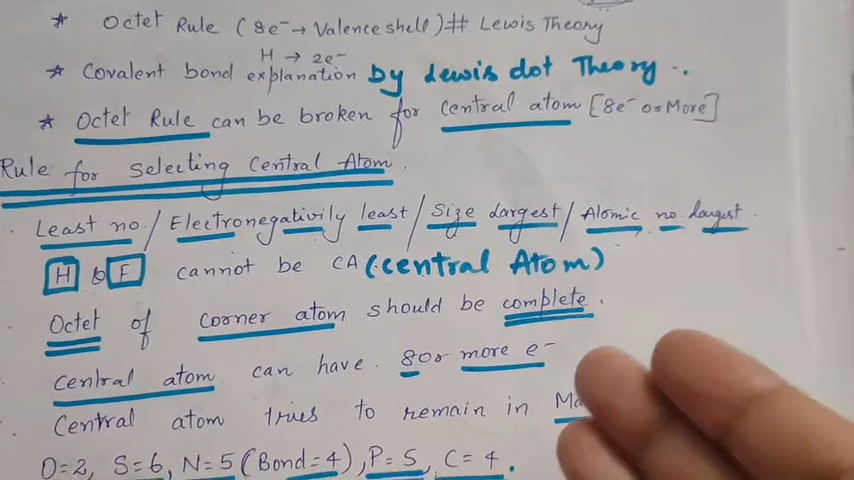 * Octet Rule (8e⁻ → Valence shell) # Lewis Theory
H → 2e⁻
* Covalent bond explanation By Lewis dot Theory ..
* Octet Rule can be broken for central atom [8e⁻ or More]
Rule for selecting Central Atom.
Least no./ Electronegativity least / Size largest / Atomic no. largest.
H & F cannot be CA (central Atom)
Octet of corner atom should be complete.
Central atom can have 8 or more e⁻
Central atom tries to remain in
O=2, S=6, N=5 (Bond=4), P=5, C=4.